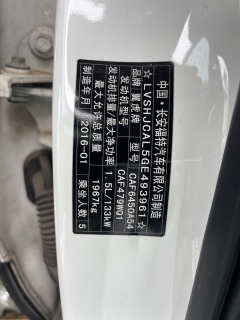 中国·长安福特汽车有限公司制造
☆LVSHJCAL5GE493961☆
品牌 翼虎牌 型号 CAF6450A54
发动机型号 CAF479WQ1
发动机排量/最大净功率 1.5L/133kW
最大允许总质量 1967kg
制造年月 2016-01 乘坐人数 5